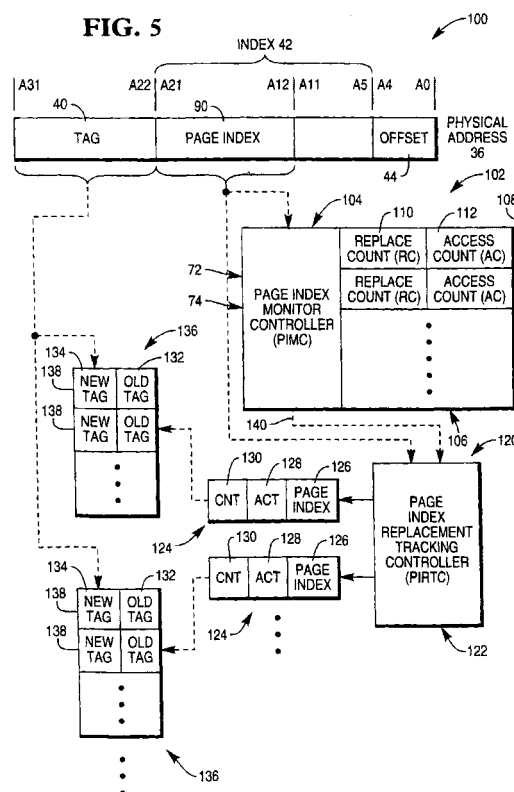 FIG. 5
100
INDEX 42
A31 A22 A21 A12 A11 A5 A4 A0
40 90
TAG PAGE INDEX OFFSET
PHYSICAL
ADDRESS
36
44
102
104 110 112 108
72
74
PAGE INDEX
MONITOR
CONTROLLER
(PIMC)
REPLACE
COUNT (RC)
ACCESS
COUNT (AC)
REPLACE
COUNT (RC)
ACCESS
COUNT (AC)
136
134 132
138
138
NEW
TAG
OLD
TAG
NEW
TAG
OLD
TAG
140
106
120
130 128 126
CNT ACT PAGE
INDEX
124
PAGE
INDEX
REPLACEMENT
TRACKING
CONTROLLER
(PIRTC)
130 128 126
CNT ACT PAGE
INDEX
124
122
134 132
138
138
NEW
TAG
OLD
TAG
NEW
TAG
OLD
TAG
136